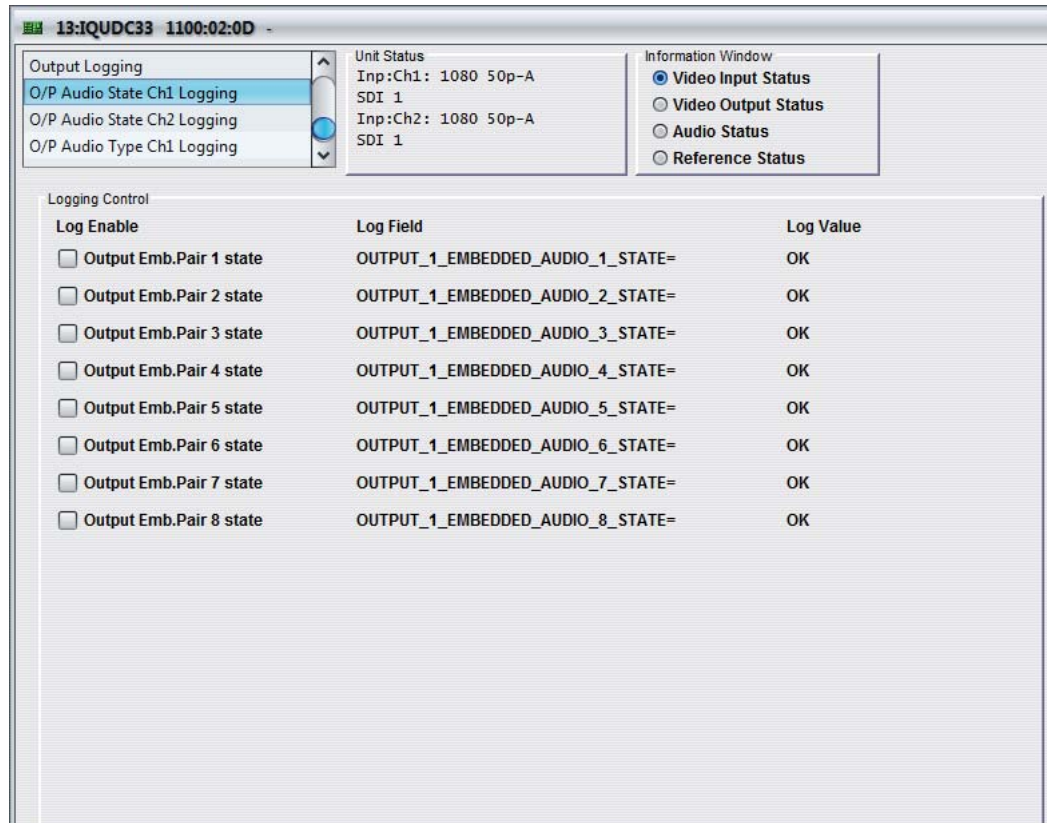 13:IQUDC33 1100:02:0D -
Output Logging
O/P Audio State Ch1 Logging
O/P Audio State Ch2 Logging
O/P Audio Type Ch1 Logging
Unit Status
Inp:Ch1: 1080 50p-A
SDI 1
Inp:Ch2: 1080 50p-A
SDI 1
Information Window
Video Input Status
Video Output Status
Audio Status
Reference Status
Logging Control
Log Enable Log Field Log Value
Output Emb.Pair 1 state OUTPUT_1_EMBEDDED_AUDIO_1_STATE= OK
Output Emb.Pair 2 state OUTPUT_1_EMBEDDED_AUDIO_2_STATE= OK
Output Emb.Pair 3 state OUTPUT_1_EMBEDDED_AUDIO_3_STATE= OK
Output Emb.Pair 4 state OUTPUT_1_EMBEDDED_AUDIO_4_STATE= OK
Output Emb.Pair 5 state OUTPUT_1_EMBEDDED_AUDIO_5_STATE= OK
Output Emb.Pair 6 state OUTPUT_1_EMBEDDED_AUDIO_6_STATE= OK
Output Emb.Pair 7 state OUTPUT_1_EMBEDDED_AUDIO_7_STATE= OK
Output Emb.Pair 8 state OUTPUT_1_EMBEDDED_AUDIO_8_STATE= OK